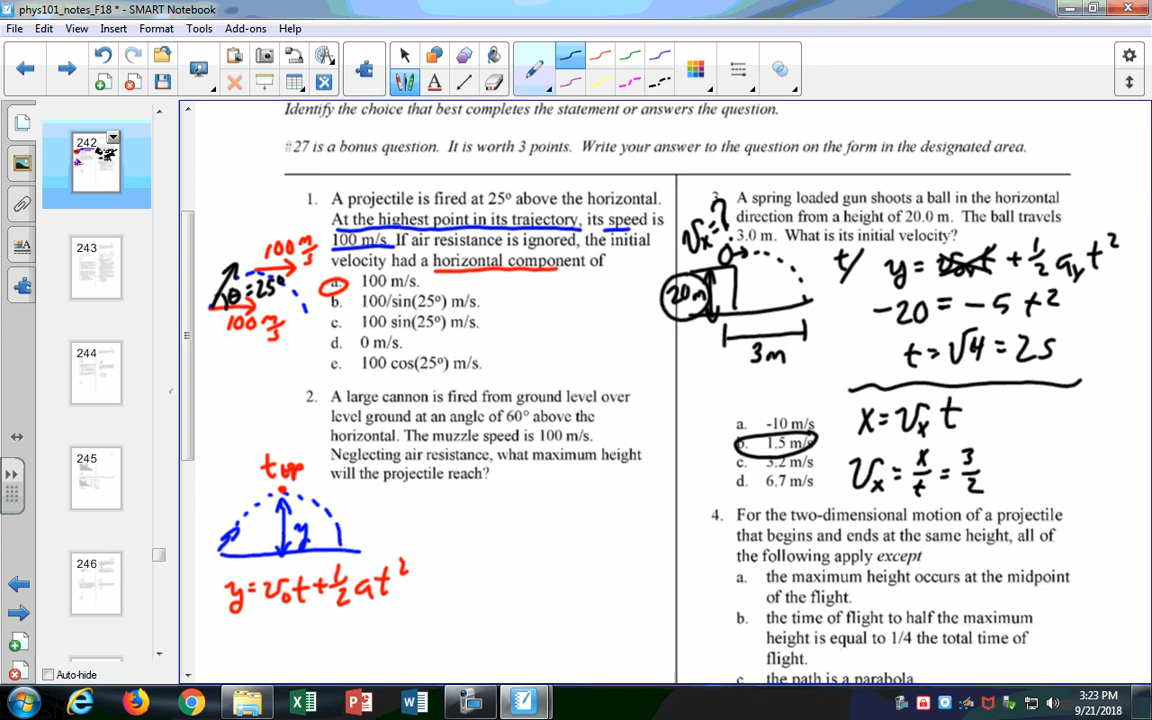 phys101_notes_F18 * - SMART Notebook
File Edit View Insert Format Tools Add-ons Help
Identify the choice that best completes the statement or answers the question.
#27 is a bonus question. It is worth 3 points. Write your answer to the question on the form in the designated area.
242
243
244
245
246
Auto-hide
1. A projectile is fired at 25° above the horizontal.
At the highest point in its trajectory, its speed is
100 m/s. If air resistance is ignored, the initial
velocity had a horizontal component of
a. 100 m/s.
b. 100/sin(25°) m/s.
c. 100 sin(25°) m/s.
d. 0 m/s.
e. 100 cos(25°) m/s.
100 m/s
θ = 25°
100 m/s
2. A large cannon is fired from ground level over
level ground at an angle of 60° above the
horizontal. The muzzle speed is 100 m/s.
Neglecting air resistance, what maximum height
will the projectile reach?
top
y
y = v₀t + ½ at²
A spring loaded gun shoots a ball in the horizontal
direction from a height of 20.0 m. The ball travels
3.0 m. What is its initial velocity?
vₓ = ?
20m
3m
t/ y = + ½ a_y t²
-20 = -5 t²
t = √4 = 2s
x = vₓ t
vₓ = x/t = 3/2
a. -10 m/s
b. 1.5 m/s
c. 3.2 m/s
d. 6.7 m/s
4. For the two-dimensional motion of a projectile
that begins and ends at the same height, all of
the following apply except
a. the maximum height occurs at the midpoint
of the flight.
b. the time of flight to half the maximum
height is equal to 1/4 the total time of
flight.
c. the path is a parabola.
3:23 PM
9/21/2018